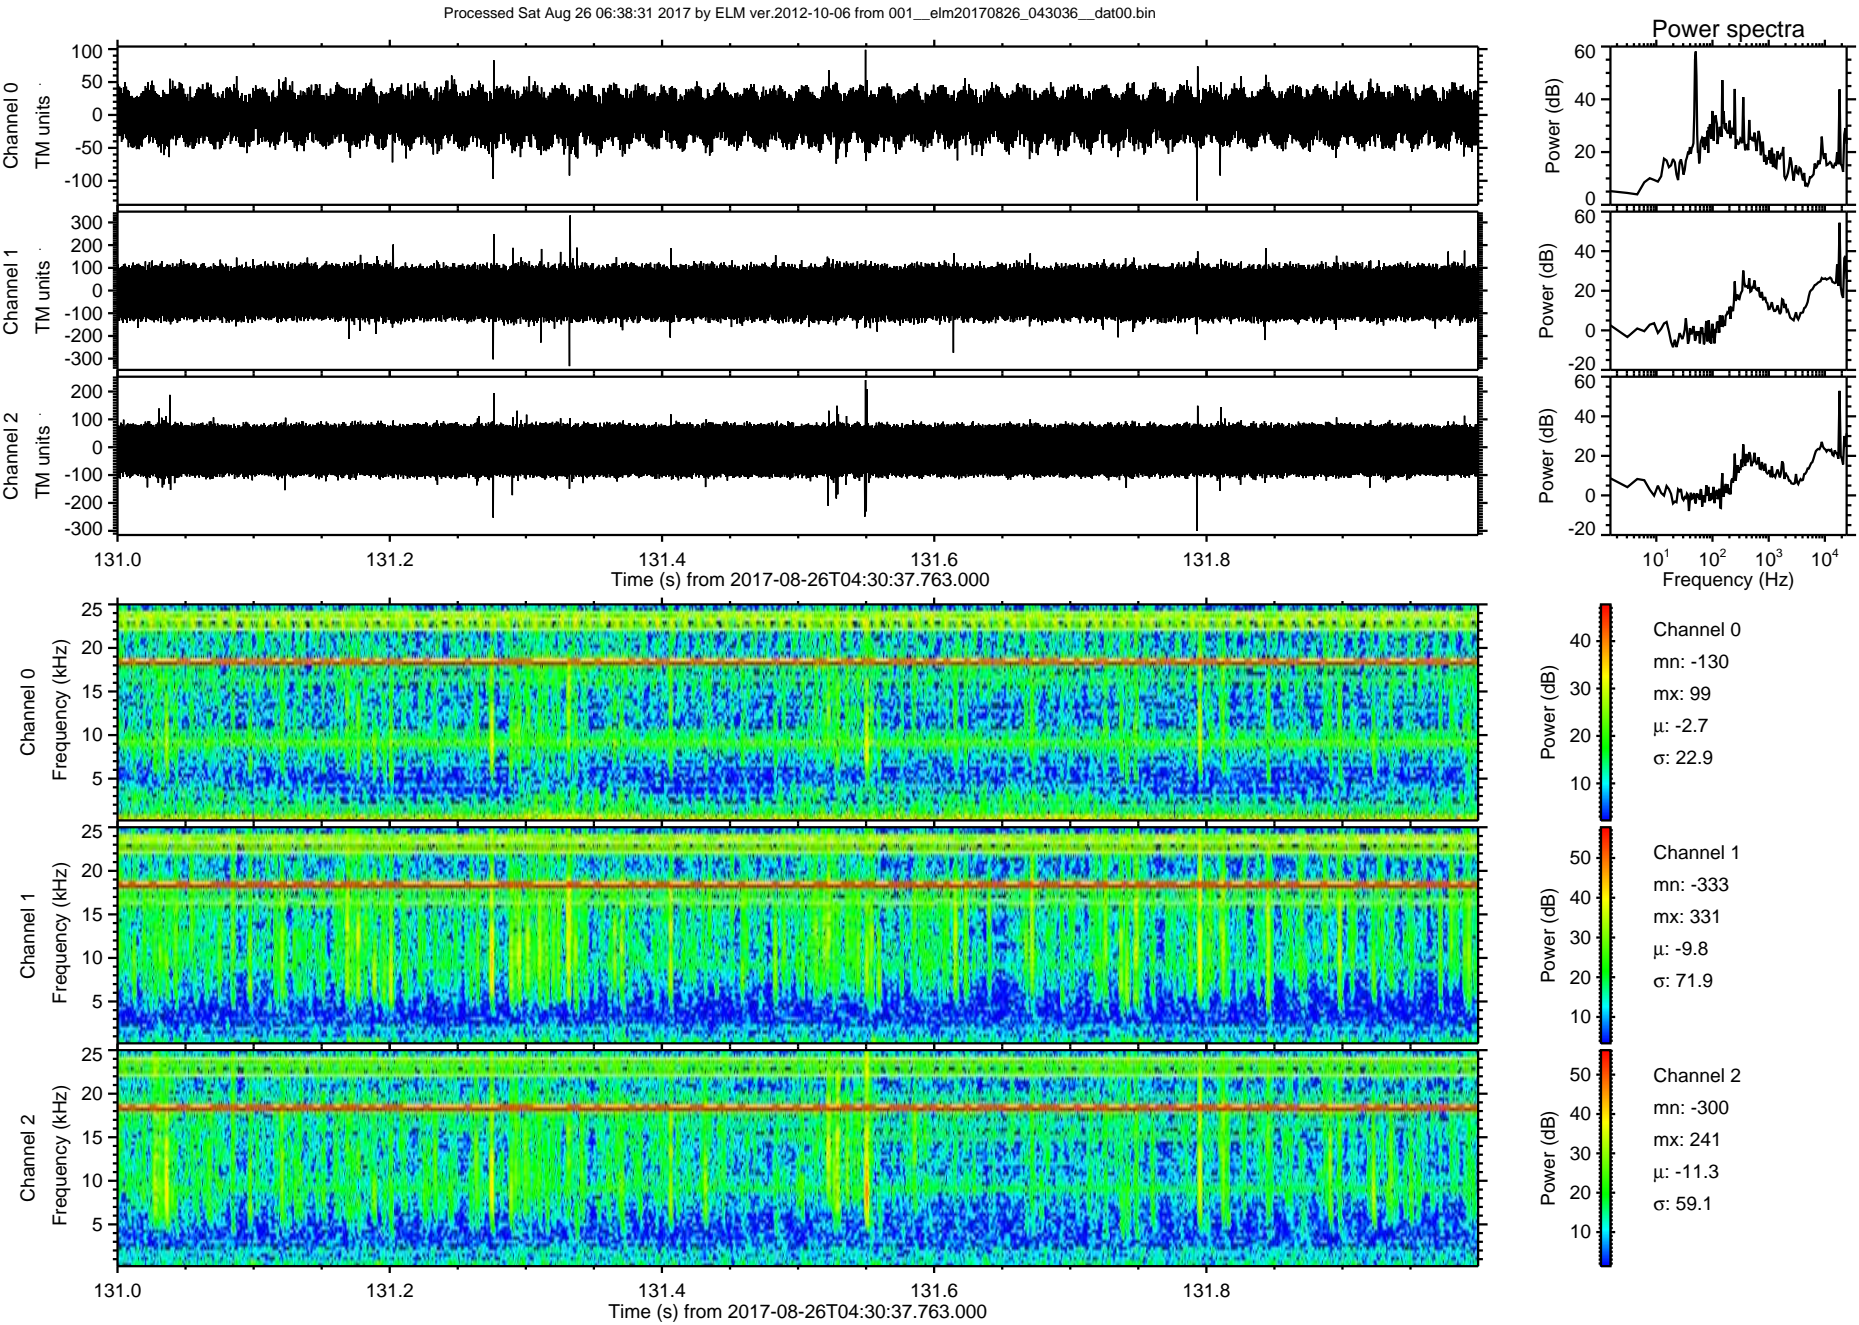 Processed Sat Aug 26 06:38:31 2017 by ELM ver.2012-10-06 from 001__elm20170826_043036__dat00.bin
Power spectra
Channel 0
TM units
100
50
0
-50
-100
Power (dB)
60
40
20
0
Channel 1
TM units
300
200
100
0
-100
-200
-300
Power (dB)
60
40
20
0
-20
Channel 2
TM units
200
100
0
-100
-200
-300
Power (dB)
60
40
20
0
-20
131.0 131.2 131.4 131.6 131.8
Time (s) from 2017-08-26T04:30:37.763.000
10^1 10^2 10^3 10^4
Frequency (Hz)
Channel 0
Frequency (kHz)
25
20
15
10
5
Power (dB)
40
30
20
10
Channel 0
mn: -130
mx: 99
μ: -2.7
σ: 22.9
Channel 1
Frequency (kHz)
25
20
15
10
5
Power (dB)
50
40
30
20
10
Channel 1
mn: -333
mx: 331
μ: -9.8
σ: 71.9
Channel 2
Frequency (kHz)
25
20
15
10
5
Power (dB)
50
40
30
20
10
Channel 2
mn: -300
mx: 241
μ: -11.3
σ: 59.1
131.0 131.2 131.4 131.6 131.8
Time (s) from 2017-08-26T04:30:37.763.000